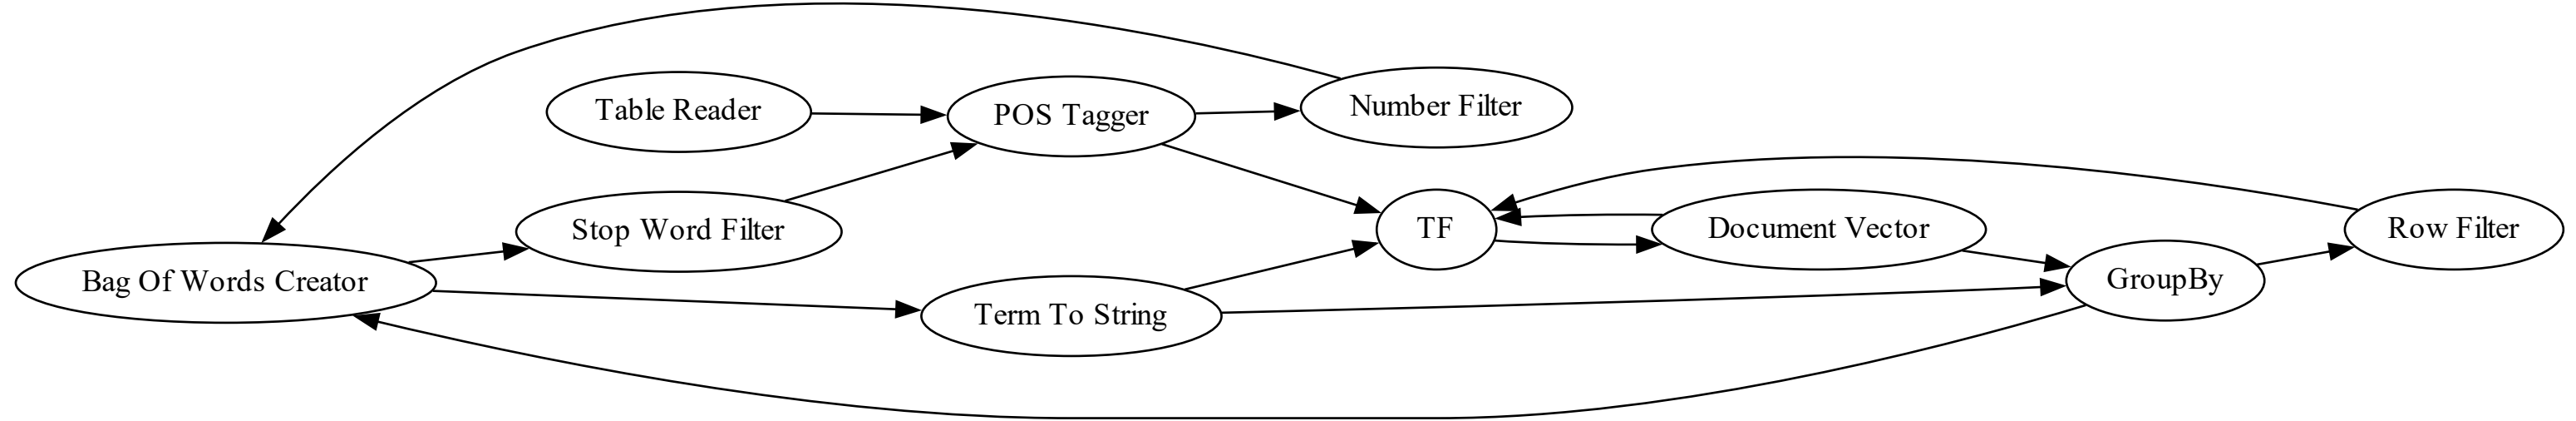 Table Reader
POS Tagger
Number Filter
Stop Word Filter
TF
Document Vector
Row Filter
Bag Of Words Creator
Term To String
GroupBy